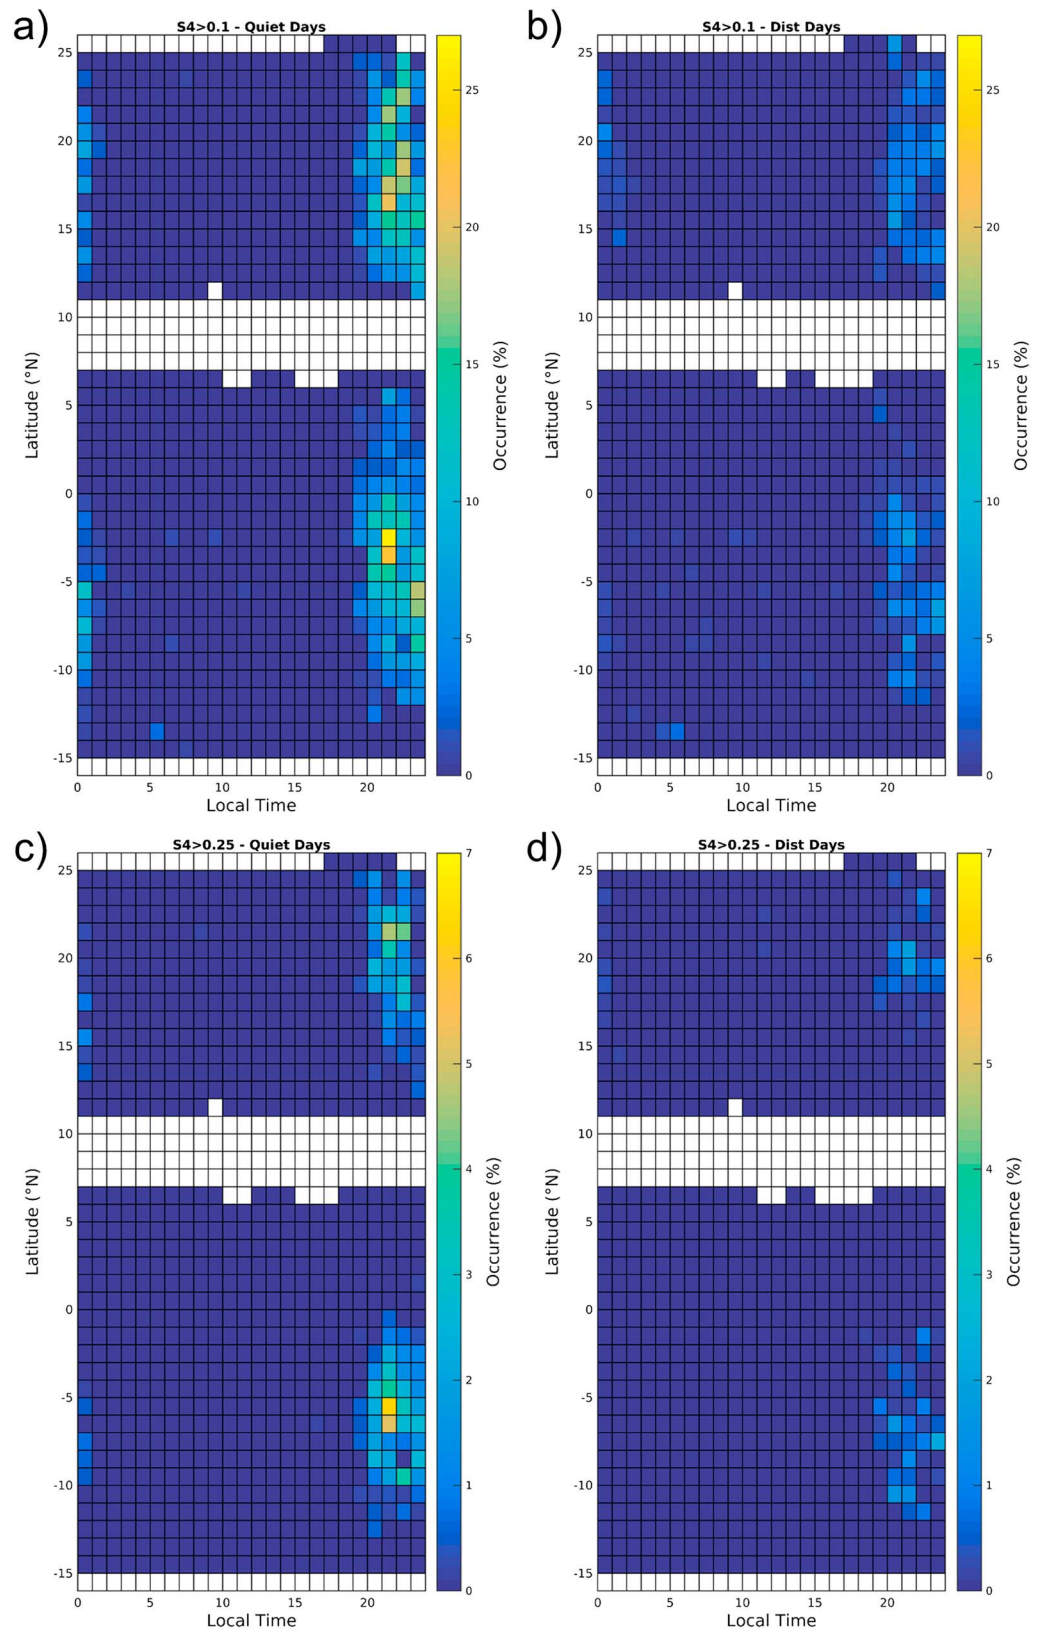 a)
S4>0.1 - Quiet Days
25
20
15
10
5
0
-5
-10
-15
Latitude (°N)
0 5 10 15 20
Local Time
25
20
15
10
5
0
Occurrence (%)
b)
S4>0.1 - Dist Days
25
20
15
10
5
0
-5
-10
-15
Latitude (°N)
0 5 10 15 20
Local Time
25
20
15
10
5
0
Occurrence (%)
c)
S4>0.25 - Quiet Days
25
20
15
10
5
0
-5
-10
-15
Latitude (°N)
0 5 10 15 20
Local Time
7
6
5
4
3
2
1
0
Occurrence (%)
d)
S4>0.25 - Dist Days
25
20
15
10
5
0
-5
-10
-15
Latitude (°N)
0 5 10 15 20
Local Time
7
6
5
4
3
2
1
0
Occurrence (%)